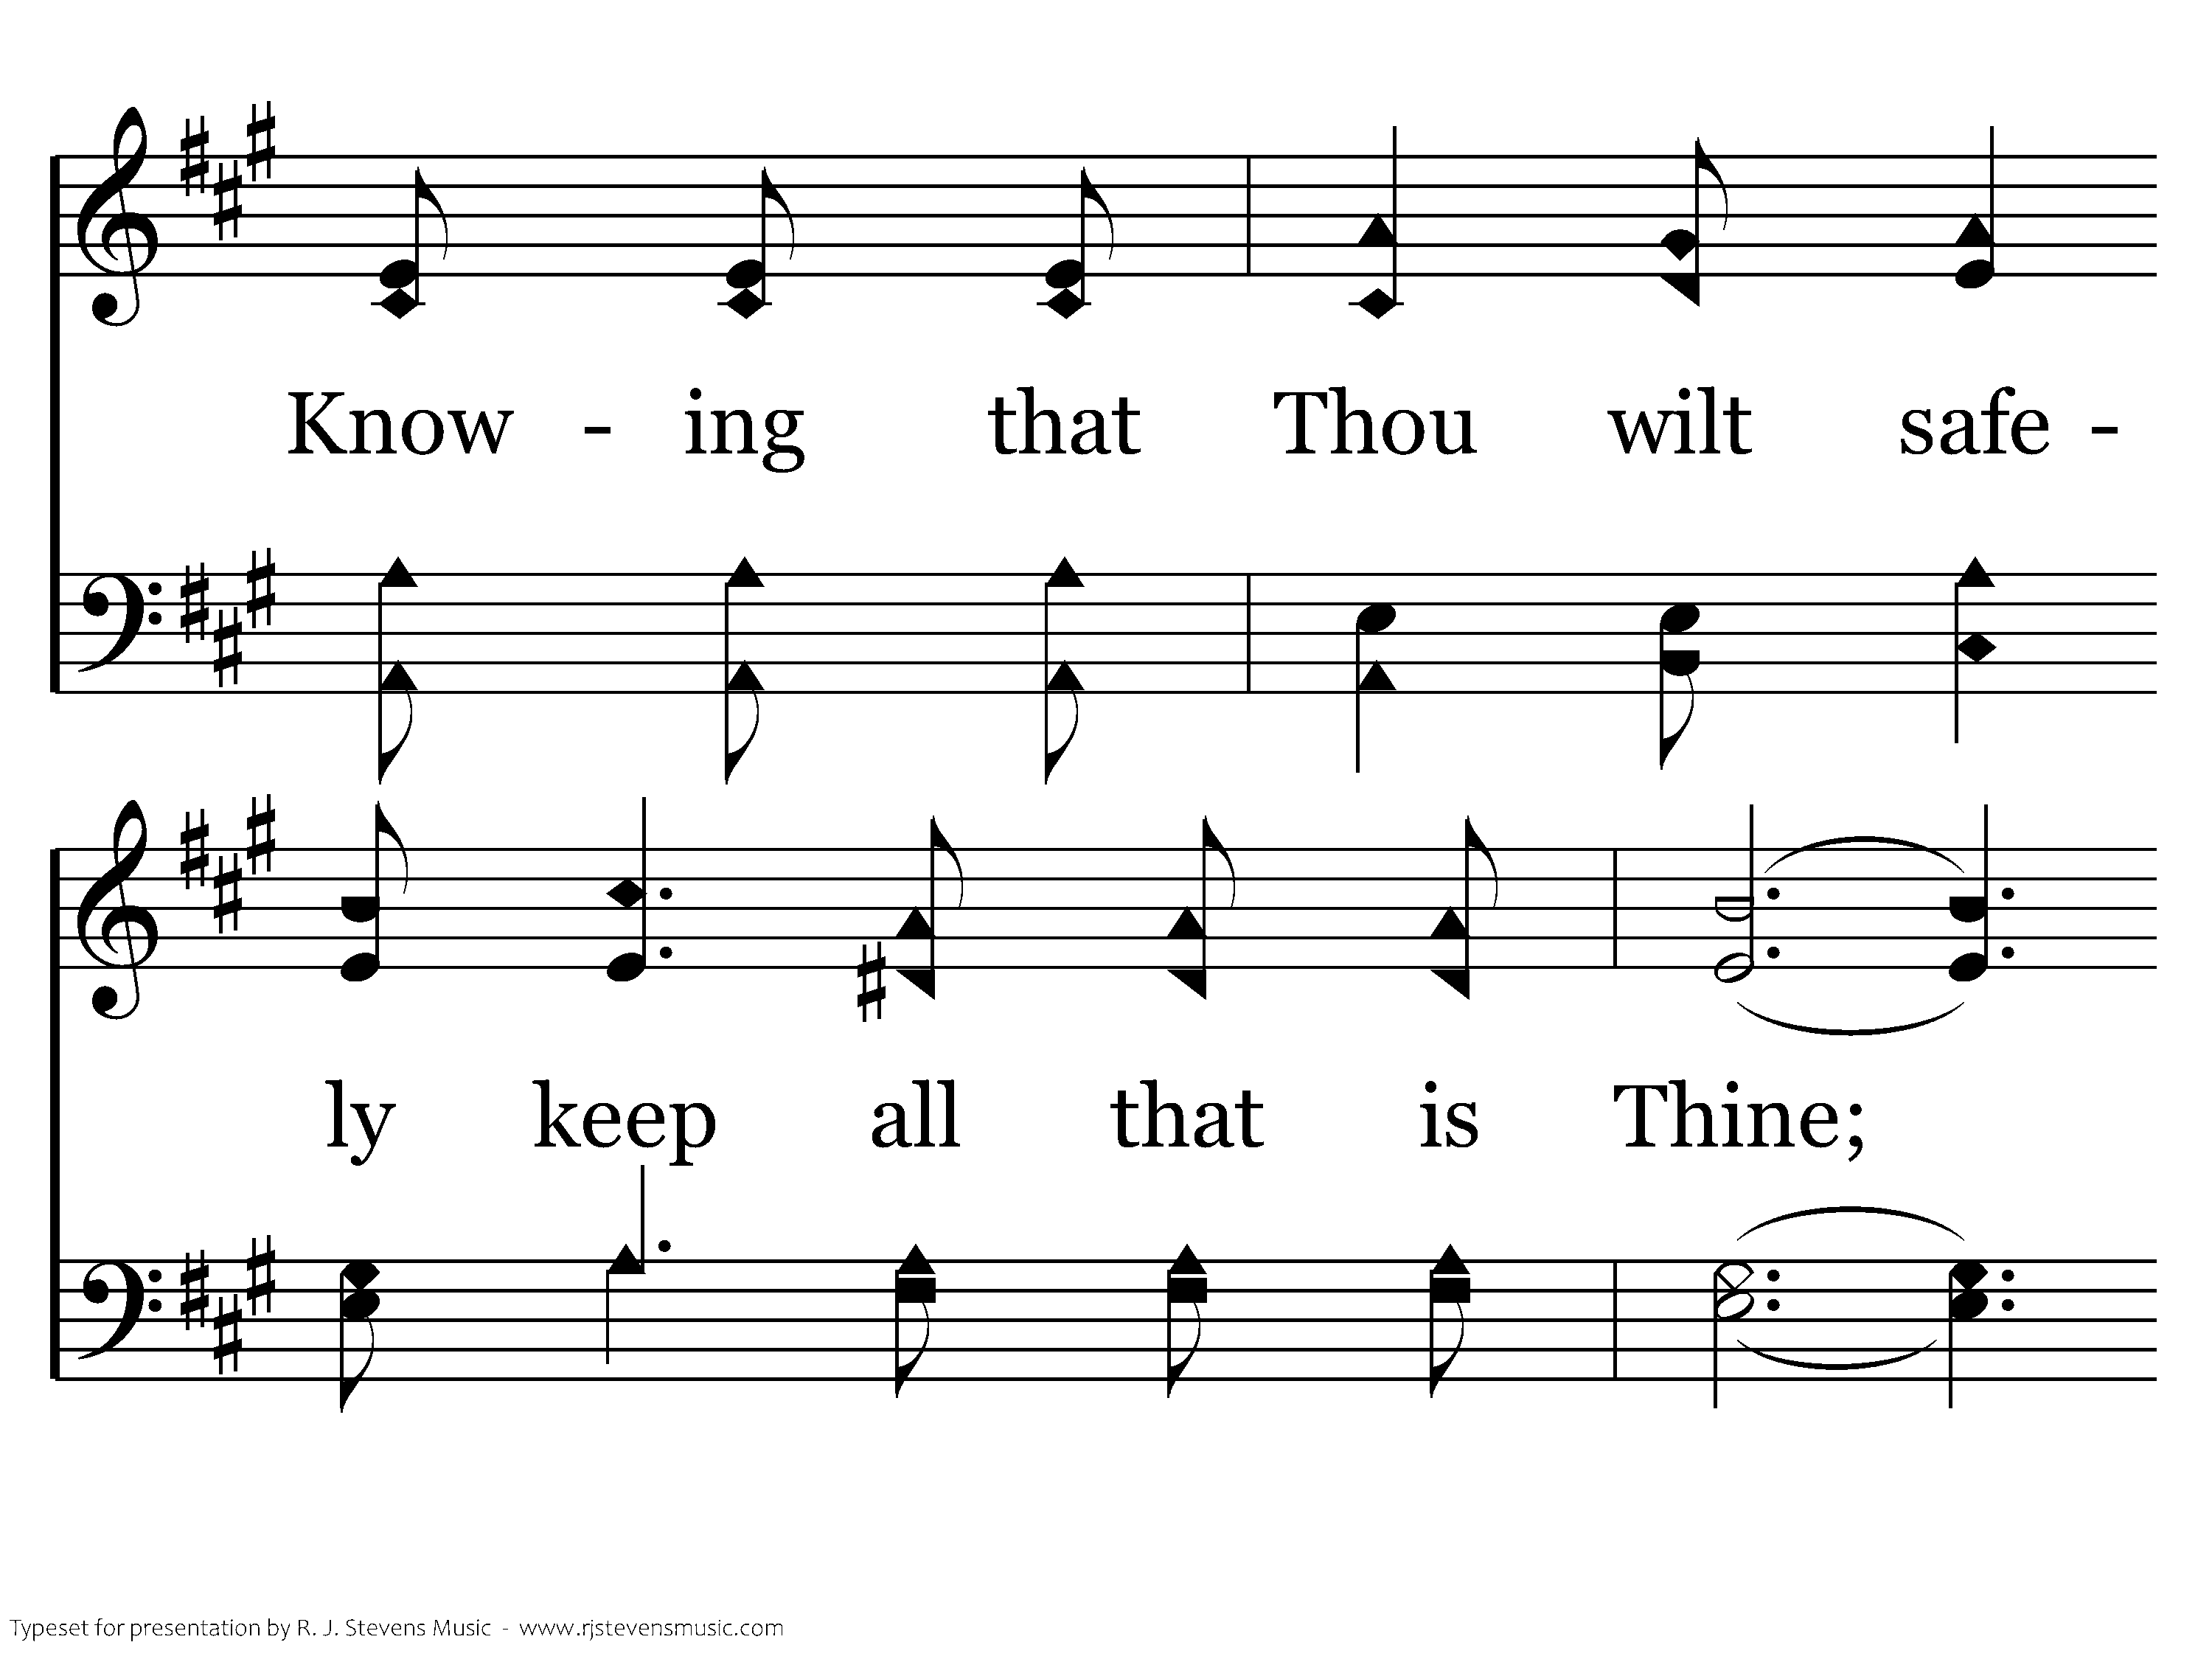 Know - ing that Thou wilt safe -
ly keep all that is Thine;
Typeset for presentation by R. J. Stevens Music - www.rjstevensmusic.com